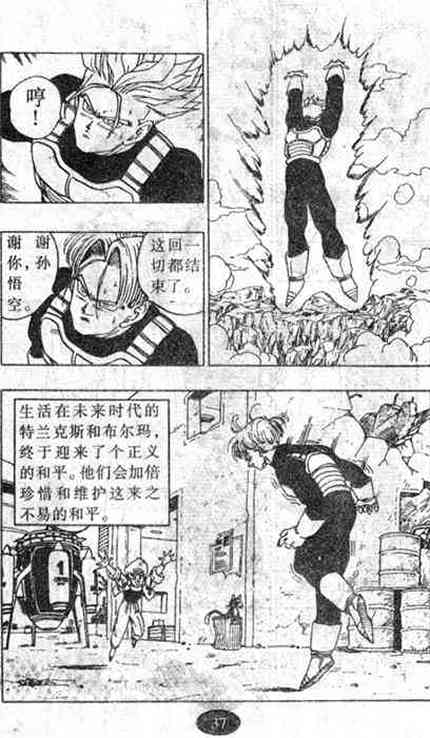 哼！
这回一
切都结
束了。
谢谢
你，孙
悟
空。
生活在未来时代的
特兰克斯和布尔玛，
终于迎来了个正义
的和平。他们会加倍
珍惜和维护这来之
不易的和平。
1
37